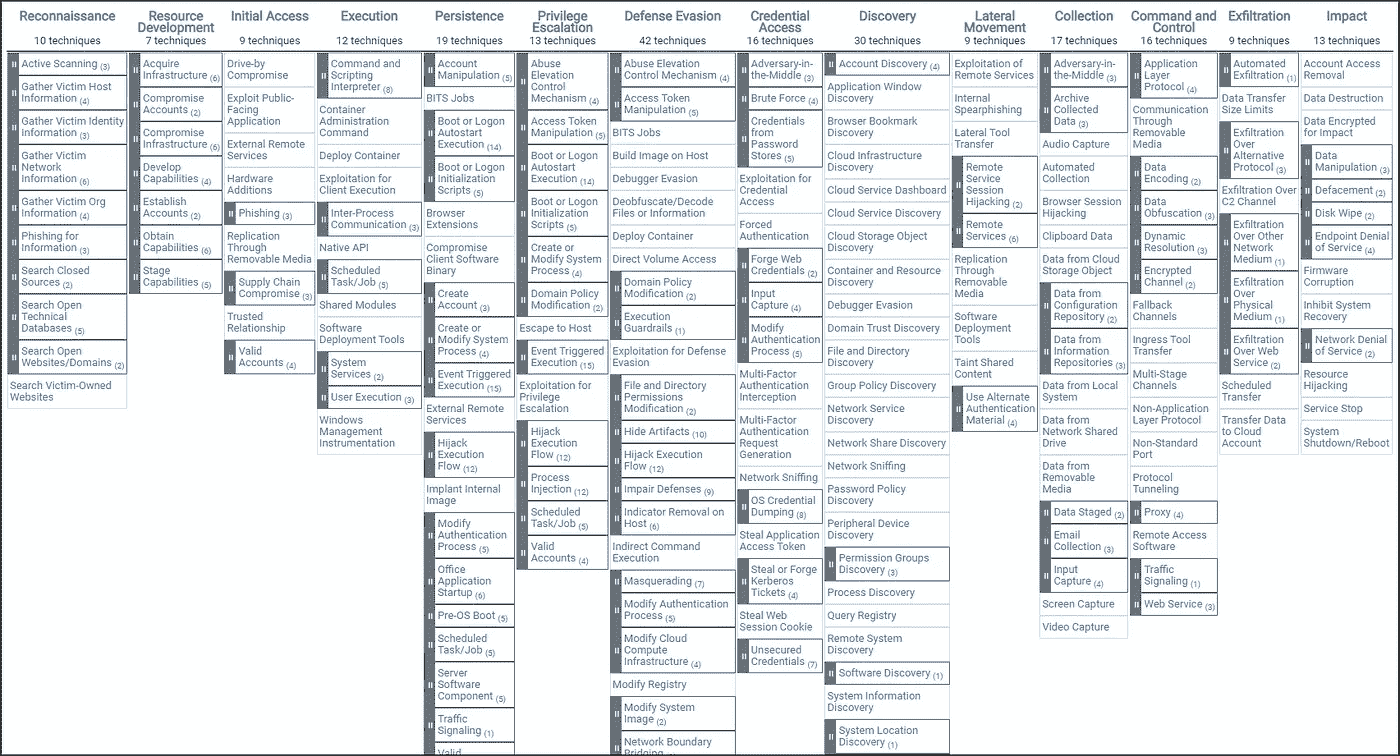 Reconnaissance
10 techniques
Active Scanning (3)
Gather Victim Host
Information (4)
Gather Victim Identity
Information (3)
Gather Victim
Network
Information (6)
Gather Victim Org
Information (4)
Phishing for
Information (3)
Search Closed
Sources (2)
Search Open
Technical
Databases (5)
Search Open
Websites/Domains (2)
Search Victim-Owned
Websites
Resource
Development
7 techniques
Acquire
Infrastructure (6)
Compromise
Accounts (2)
Compromise
Infrastructure (6)
Develop
Capabilities (4)
Establish
Accounts (2)
Obtain
Capabilities (6)
Stage
Capabilities (5)
Initial Access
9 techniques
Drive-by
Compromise
Exploit Public-
Facing
Application
External Remote
Services
Hardware
Additions
Phishing (3)
Replication
Through
Removable Media
Supply Chain
Compromise (3)
Trusted
Relationship
Valid
Accounts (4)
Execution
12 techniques
Command and
Scripting
Interpreter (8)
Container
Administration
Command
Deploy Container
Exploitation for
Client Execution
Inter-Process
Communication (3)
Native API
Scheduled
Task/Job (5)
Shared Modules
Software
Deployment Tools
System
Services (2)
User Execution (3)
Windows
Management
Instrumentation
Persistence
19 techniques
Account
Manipulation (5)
BITS Jobs
Boot or Logon
Autostart
Execution (14)
Boot or Logon
Initialization
Scripts (5)
Browser
Extensions
Compromise
Client Software
Binary
Create
Account (3)
Create or
Modify System
Process (4)
Event Triggered
Execution (15)
External Remote
Services
Hijack
Execution
Flow (12)
Implant Internal
Image
Modify
Authentication
Process (5)
Office
Application
Startup (6)
Pre-OS Boot (5)
Scheduled
Task/Job (5)
Server
Software
Component (5)
Traffic
Signaling (1)
Valid
Privilege
Escalation
13 techniques
Abuse
Elevation
Control
Mechanism (4)
Access Token
Manipulation (5)
Boot or Logon
Autostart
Execution (14)
Boot or Logon
Initialization
Scripts (5)
Create or
Modify System
Process (4)
Domain Policy
Modification (2)
Escape to Host
Event Triggered
Execution (15)
Exploitation for
Privilege
Escalation
Hijack
Execution
Flow (12)
Process
Injection (12)
Scheduled
Task/Job (5)
Valid
Accounts (4)
Defense Evasion
42 techniques
Abuse Elevation
Control Mechanism (4)
Access Token
Manipulation (5)
BITS Jobs
Build Image on Host
Debugger Evasion
Deobfuscate/Decode
Files or Information
Deploy Container
Direct Volume Access
Domain Policy
Modification (2)
Execution
Guardrails (1)
Exploitation for Defense
Evasion
File and Directory
Permissions
Modification (2)
Hide Artifacts (10)
Hijack Execution
Flow (12)
Impair Defenses (9)
Indicator Removal on
Host (6)
Indirect Command
Execution
Masquerading (7)
Modify Authentication
Process (5)
Modify Cloud
Compute
Infrastructure (4)
Modify Registry
Modify System
Image (2)
Network Boundary
Credential
Access
16 techniques
Adversary-in-
the-Middle (3)
Brute Force (4)
Credentials
from
Password
Stores (5)
Exploitation for
Credential
Access
Forced
Authentication
Forge Web
Credentials (2)
Input
Capture (4)
Modify
Authentication
Process (5)
Multi-Factor
Authentication
Interception
Multi-Factor
Authentication
Request
Generation
Network Sniffing
OS Credential
Dumping (8)
Steal Application
Access Token
Steal or Forge
Kerberos
Tickets (4)
Steal Web
Session Cookie
Unsecured
Credentials (7)
Discovery
30 techniques
Account Discovery (4)
Application Window
Discovery
Browser Bookmark
Discovery
Cloud Infrastructure
Discovery
Cloud Service Dashboard
Cloud Service Discovery
Cloud Storage Object
Discovery
Container and Resource
Discovery
Debugger Evasion
Domain Trust Discovery
File and Directory
Discovery
Group Policy Discovery
Network Service
Discovery
Network Share Discovery
Network Sniffing
Password Policy
Discovery
Peripheral Device
Discovery
Permission Groups
Discovery (3)
Process Discovery
Query Registry
Remote System
Discovery
Software Discovery (1)
System Information
Discovery
System Location
Discovery (1)
Lateral
Movement
9 techniques
Exploitation of
Remote Services
Internal
Spearphishing
Lateral Tool
Transfer
Remote
Service
Session
Hijacking (2)
Remote
Services (6)
Replication
Through
Removable
Media
Software
Deployment
Tools
Taint Shared
Content
Use Alternate
Authentication
Material (4)
Collection
17 techniques
Adversary-in-
the-Middle (3)
Archive
Collected
Data (3)
Audio Capture
Automated
Collection
Browser Session
Hijacking
Clipboard Data
Data from Cloud
Storage Object
Data from
Configuration
Repository (2)
Data from
Information
Repositories (3)
Data from Local
System
Data from
Network Shared
Drive
Data from
Removable
Media
Data Staged (2)
Email
Collection (3)
Input
Capture (4)
Screen Capture
Video Capture
Command and
Control
16 techniques
Application
Layer
Protocol (4)
Communication
Through
Removable
Media
Data
Encoding (2)
Data
Obfuscation (3)
Dynamic
Resolution (3)
Encrypted
Channel (2)
Fallback
Channels
Ingress Tool
Transfer
Multi-Stage
Channels
Non-Application
Layer Protocol
Non-Standard
Port
Protocol
Tunneling
Proxy (4)
Remote Access
Software
Traffic
Signaling (1)
Web Service (3)
Exfiltration
9 techniques
Automated
Exfiltration (1)
Data Transfer
Size Limits
Exfiltration
Over
Alternative
Protocol (3)
Exfiltration Over
C2 Channel
Exfiltration
Over Other
Network
Medium (1)
Exfiltration
Over
Physical
Medium (1)
Exfiltration
Over Web
Service (2)
Scheduled
Transfer
Transfer Data
to Cloud
Account
Impact
13 techniques
Account Access
Removal
Data Destruction
Data Encrypted
for Impact
Data
Manipulation (3)
Defacement (2)
Disk Wipe (2)
Endpoint Denial
of Service (4)
Firmware
Corruption
Inhibit System
Recovery
Network Denial
of Service (2)
Resource
Hijacking
Service Stop
System
Shutdown/Reboot